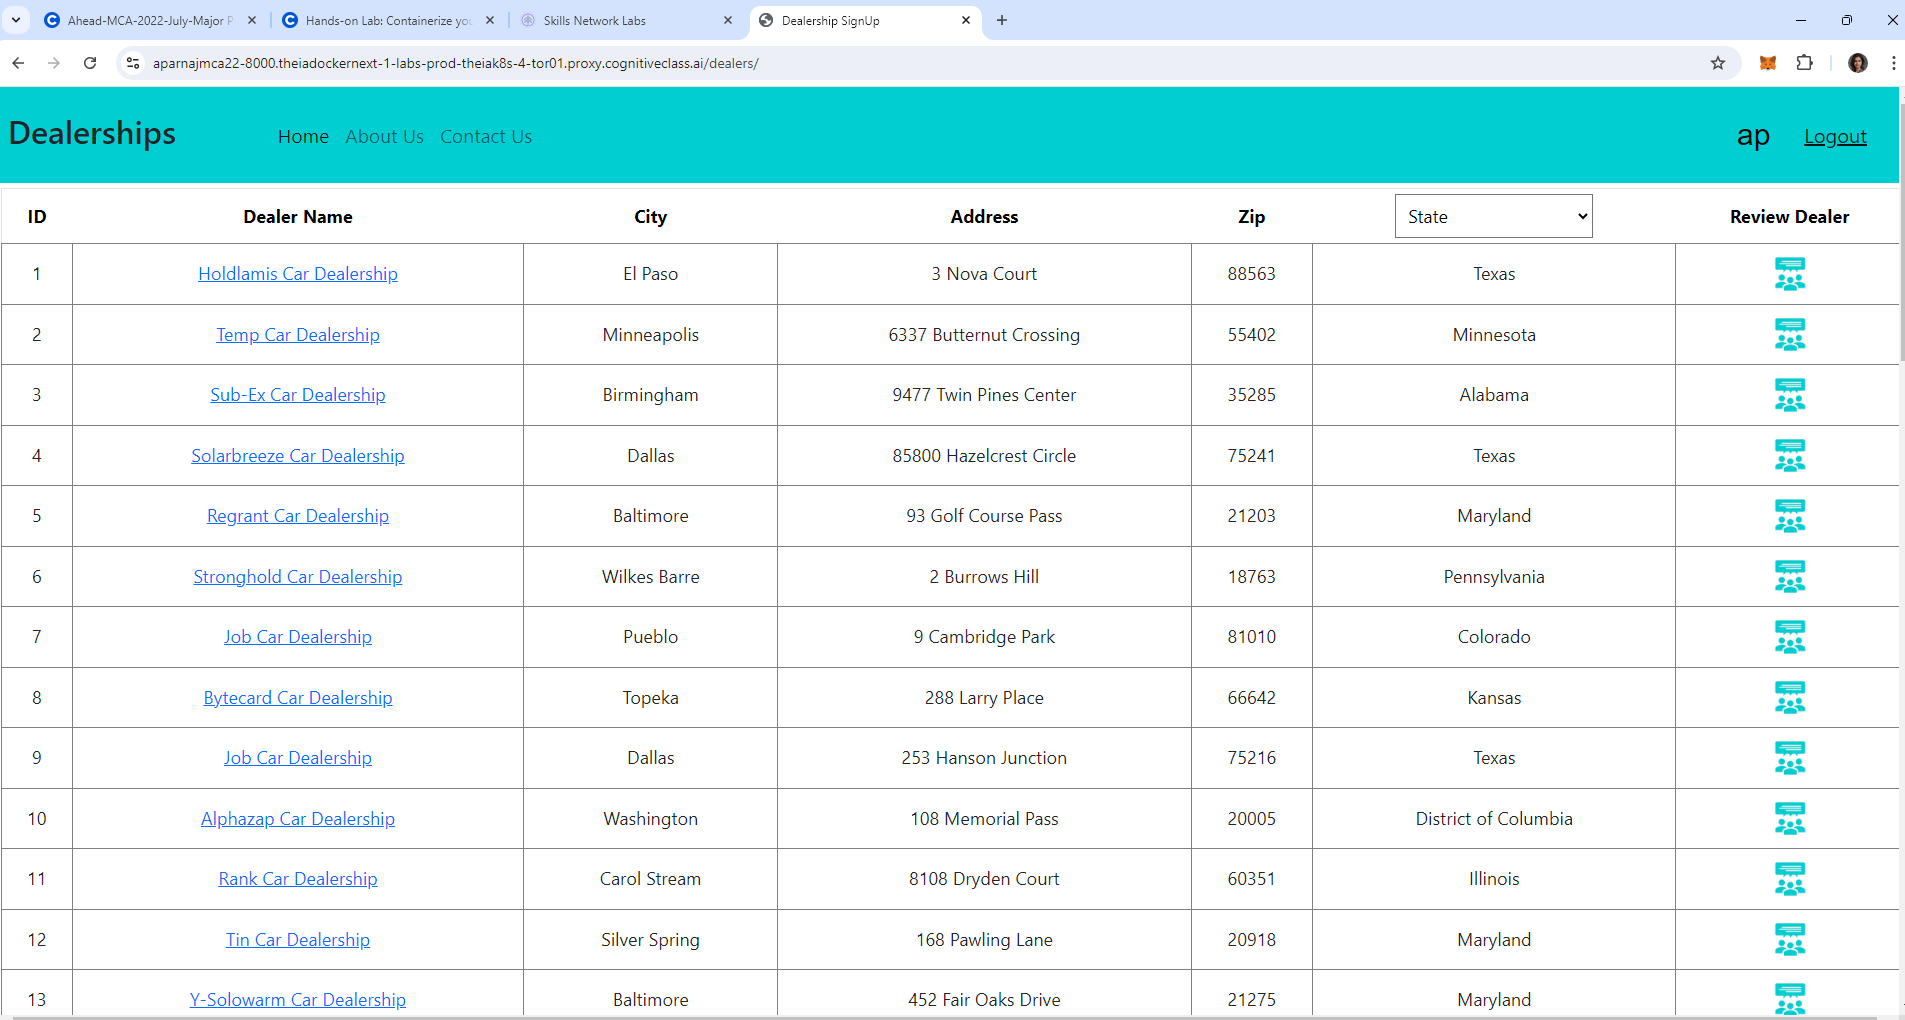 Ahead-MCA-2022-July-Major P
Hands-on Lab: Containerize you
Skills Network Labs
Dealership SignUp
aparnajmca22-8000.theiadockernext-1-labs-prod-theiak8s-4-tor01.proxy.cognitiveclass.ai/dealers/
Dealerships Home About Us Contact Us ap Logout
ID Dealer Name City Address Zip State Review Dealer
1 Holdlamis Car Dealership El Paso 3 Nova Court 88563 Texas
2 Temp Car Dealership Minneapolis 6337 Butternut Crossing 55402 Minnesota
3 Sub-Ex Car Dealership Birmingham 9477 Twin Pines Center 35285 Alabama
4 Solarbreeze Car Dealership Dallas 85800 Hazelcrest Circle 75241 Texas
5 Regrant Car Dealership Baltimore 93 Golf Course Pass 21203 Maryland
6 Stronghold Car Dealership Wilkes Barre 2 Burrows Hill 18763 Pennsylvania
7 Job Car Dealership Pueblo 9 Cambridge Park 81010 Colorado
8 Bytecard Car Dealership Topeka 288 Larry Place 66642 Kansas
9 Job Car Dealership Dallas 253 Hanson Junction 75216 Texas
10 Alphazap Car Dealership Washington 108 Memorial Pass 20005 District of Columbia
11 Rank Car Dealership Carol Stream 8108 Dryden Court 60351 Illinois
12 Tin Car Dealership Silver Spring 168 Pawling Lane 20918 Maryland
13 Y-Solowarm Car Dealership Baltimore 452 Fair Oaks Drive 21275 Maryland